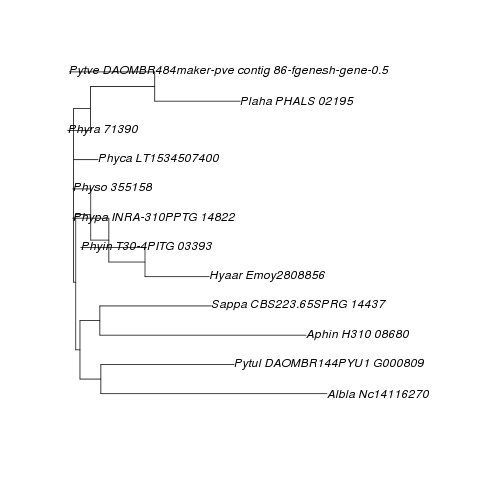 Pytve DAOMBR484maker-pve contig 86-fgenesh-gene-0.5
Plaha PHALS 02195
Phyra 71390
Phyca LT1534507400
Physo 355158
Phypa INRA-310PPTG 14822
Phyin T30-4PITG 03393
Hyaar Emoy2808856
Sappa CBS223.65SPRG 14437
Aphin H310 08680
Pytul DAOMBR144PYU1 G000809
Albla Nc14116270